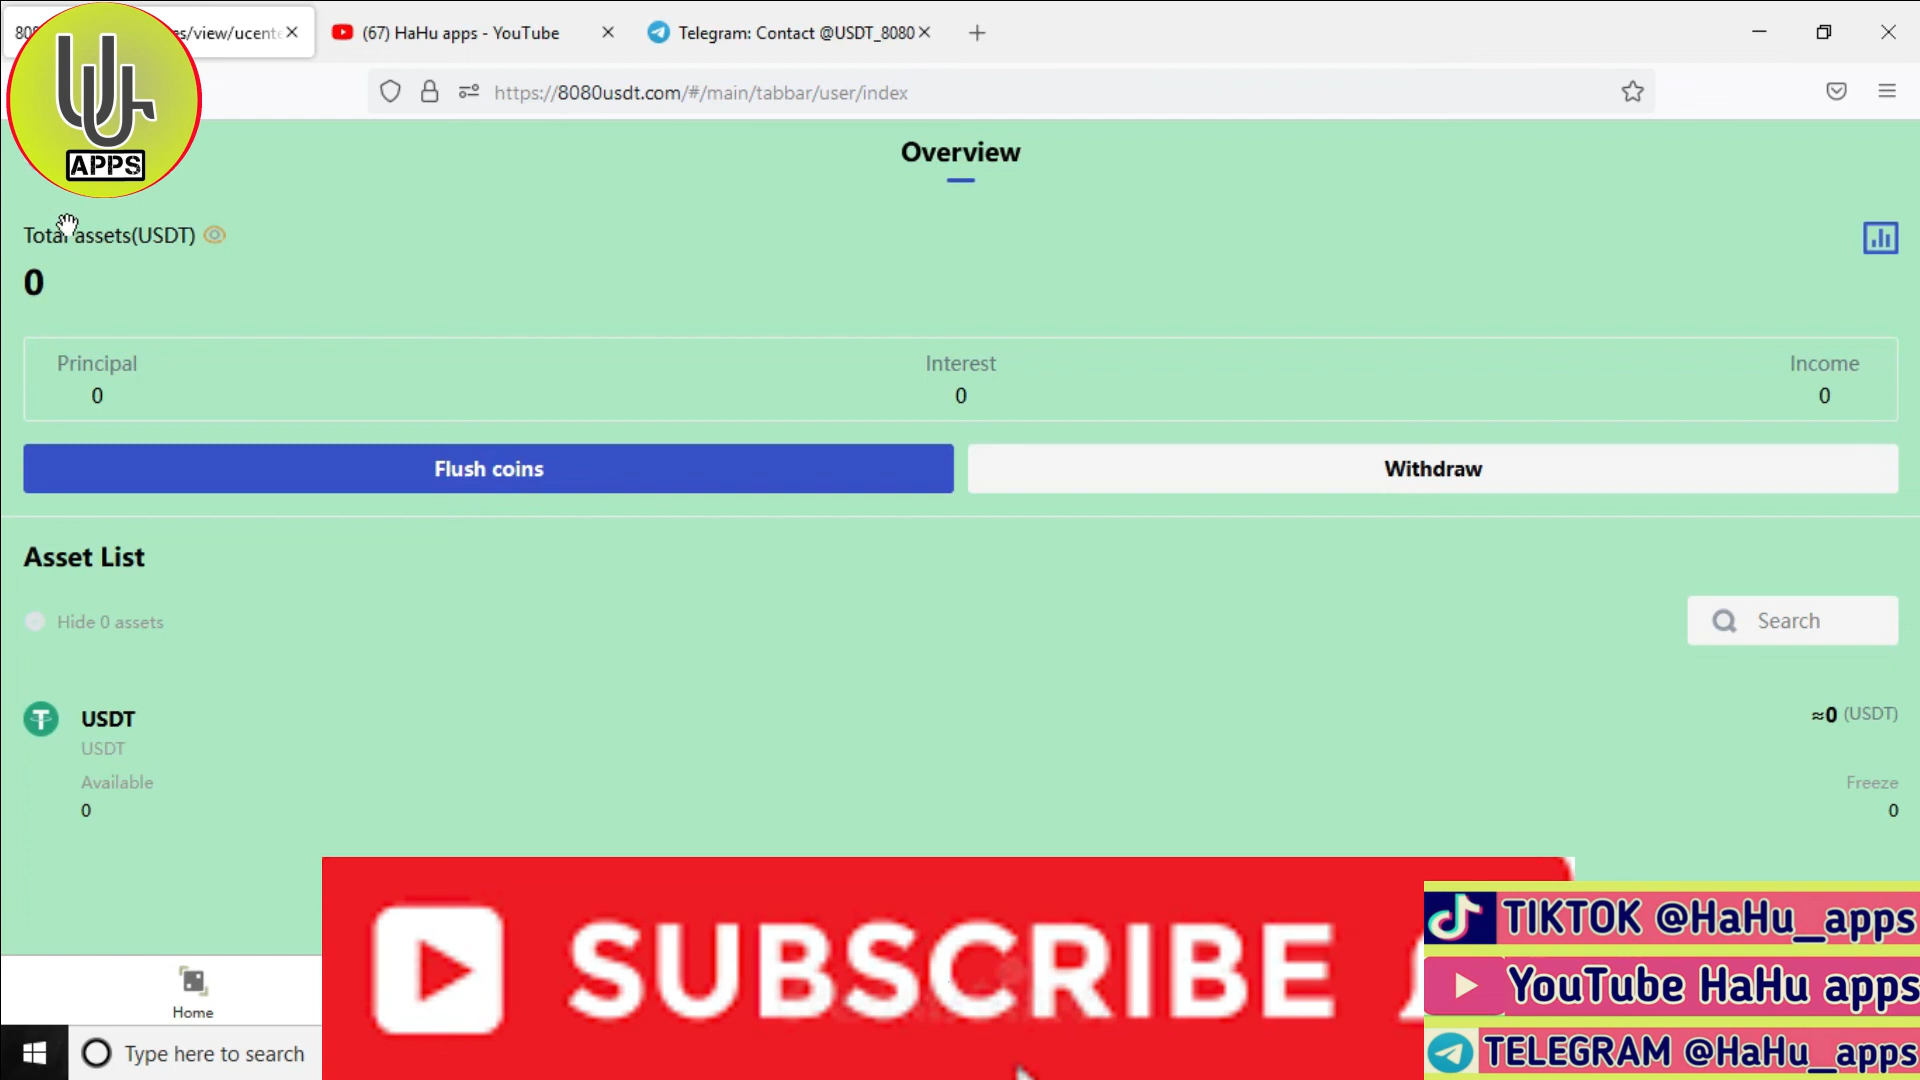 808
es/view/ucente
(67) HaHu apps - YouTube
Telegram: Contact @USDT_8080
APPS
https://8080usdt.com/#/main/tabbar/user/index
Overview
Total assets(USDT)
0
Principal
Interest
Income
0
0
0
Flush coins
Withdraw
Asset List
Hide 0 assets
Search
USDT
≈0 (USDT)
USDT
Available
Freeze
0
0
SUBSCRIBE
TIKTOK @HaHu_apps
YouTube HaHu apps
TELEGRAM @HaHu_apps
Home
Type here to search